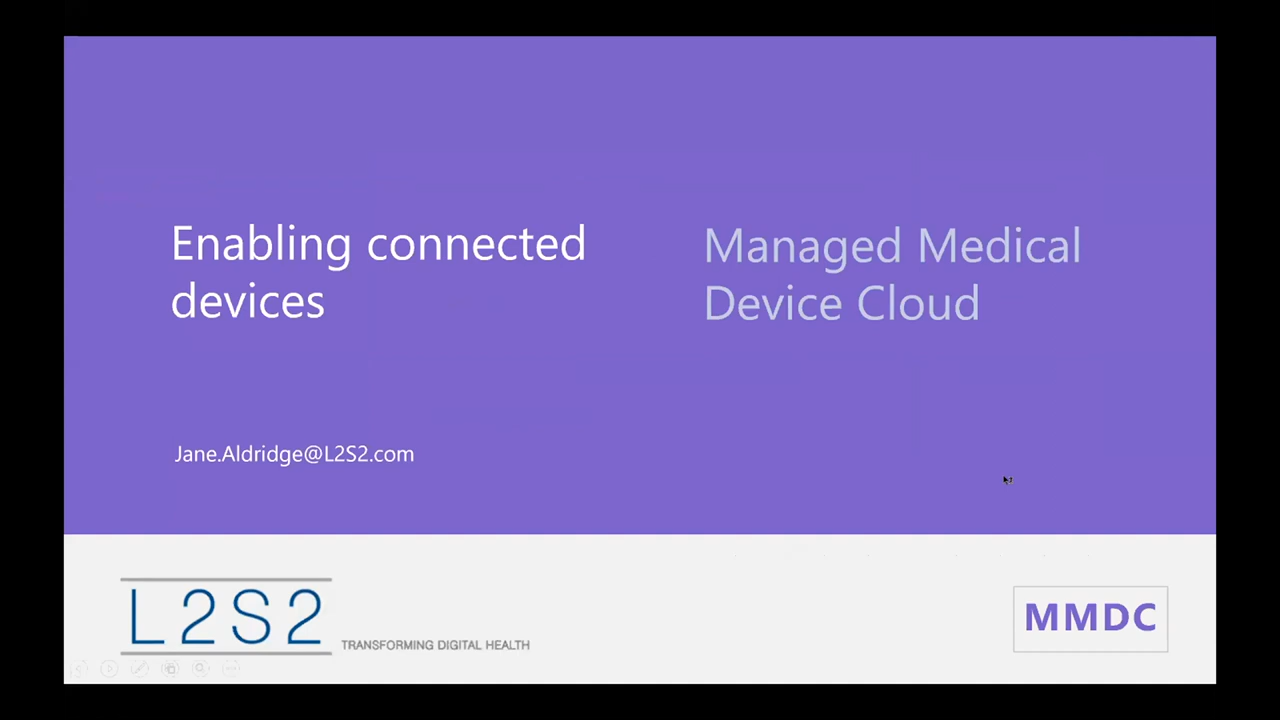 Enabling connected
devices
Managed Medical
Device Cloud
Jane.Aldridge@L2S2.com
L2S2
TRANSFORMING DIGITAL HEALTH
MMDC